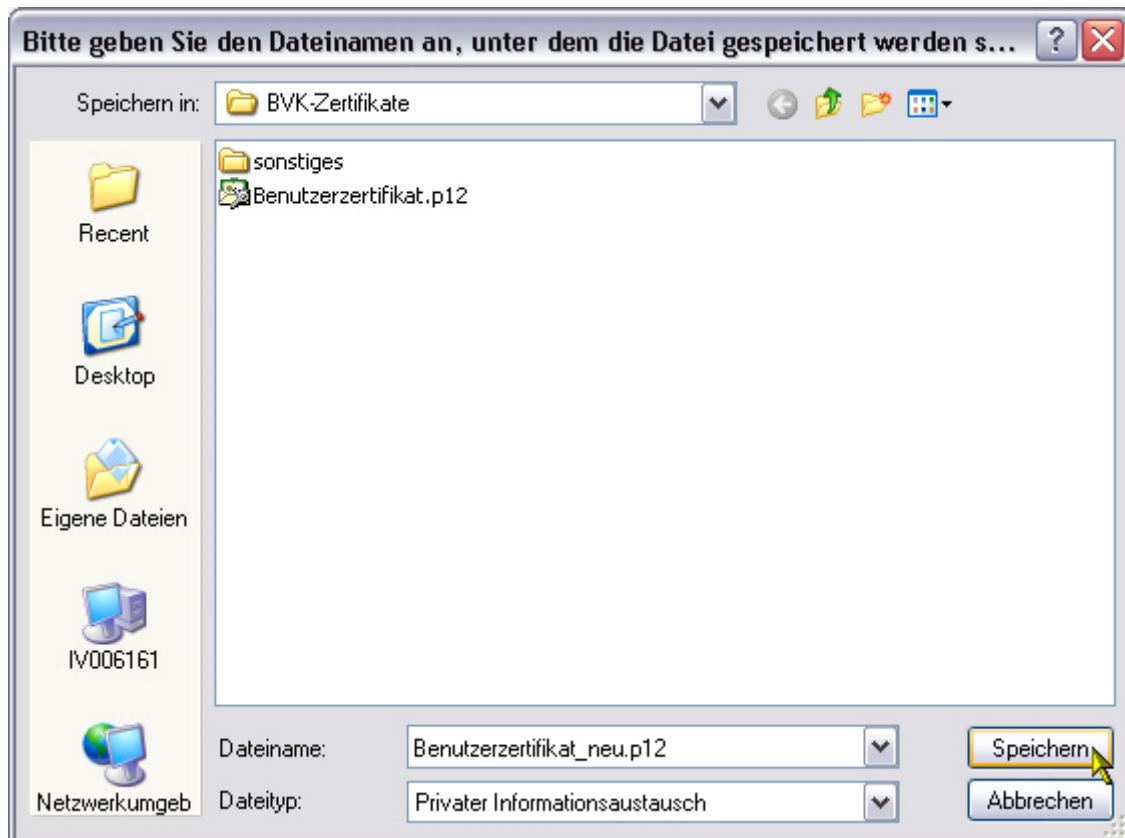 Bitte geben Sie den Dateinamen an, unter dem die Datei gespeichert werden s...
Speichern in:
BVK-Zertifikate
sonstiges
Benutzerzertifikat.p12
Recent
Desktop
Eigene Dateien
IV006161
Netzwerkumgeb
Dateiname:
Benutzerzertifikat_neu.p12
Speichern
Dateityp:
Privater Informationsaustausch
Abbrechen